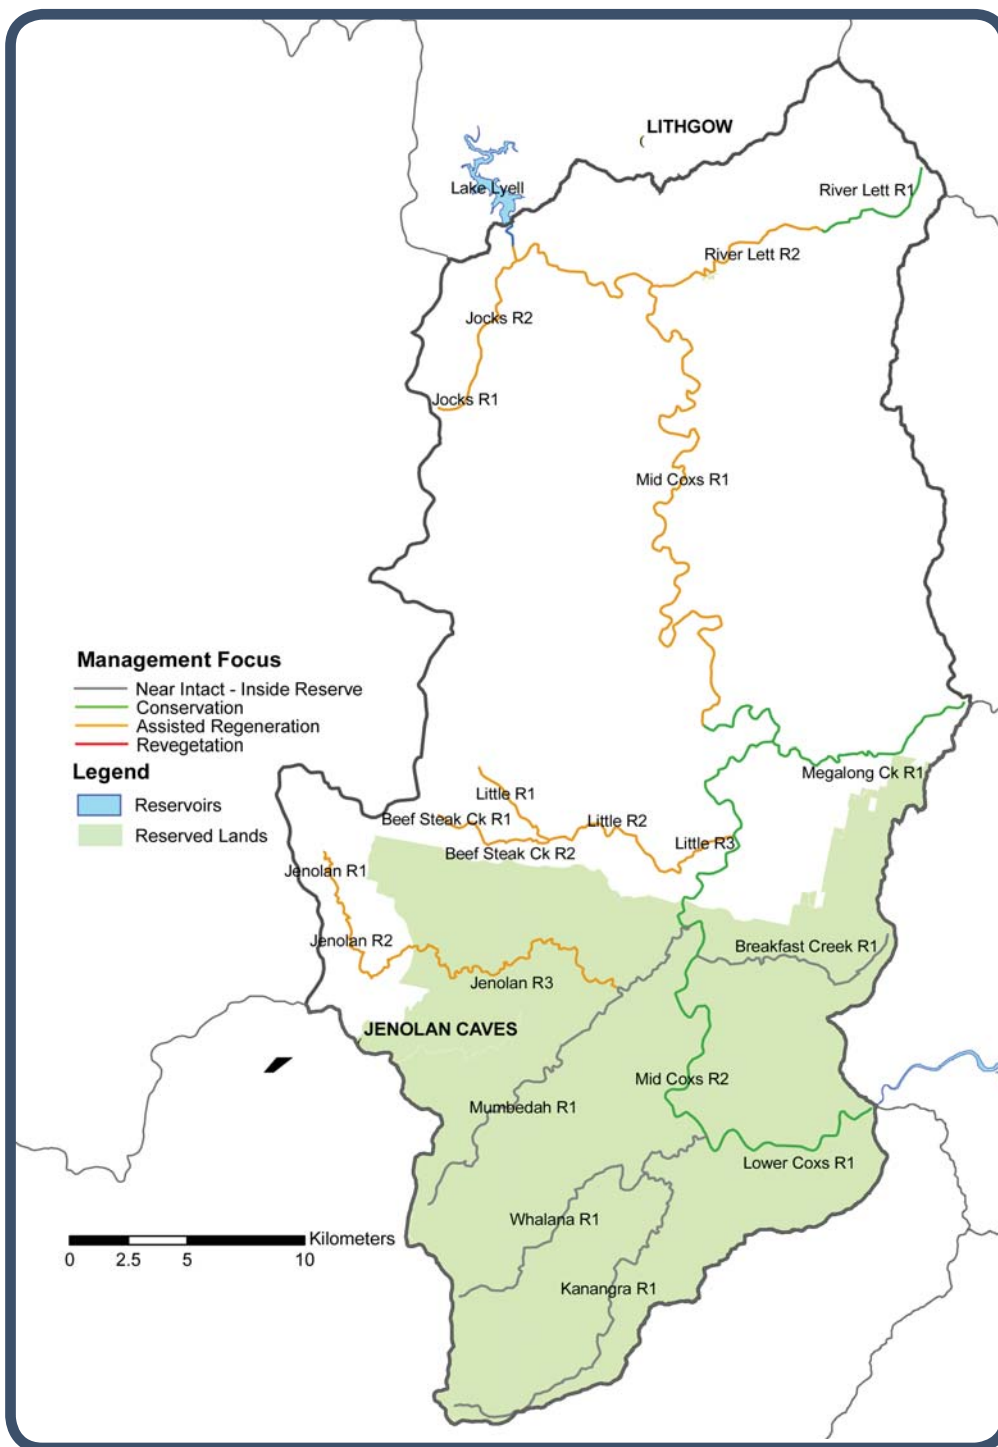 LITHGOW
Lake Lyell
River Lett R1
River Lett R2
Jocks R2
Jocks R1
Mid Coxs R1
Management Focus
Near Intact - Inside Reserve
Conservation
Assisted Regeneration
Revegetation
Legend
Reservoirs
Reserved Lands
Megalong Ck R1
Little R1
Beef Steak Ck R1
Little R2
Little R3
Beef Steak Ck R2
Jenolan R1
Jenolan R2
Breakfast Creek R1
Jenolan R3
JENOLAN CAVES
Mid Coxs R2
Mumbedah R1
Lower Coxs R1
Whalana R1
Kilometers
0 2.5 5 10
Kanangra R1